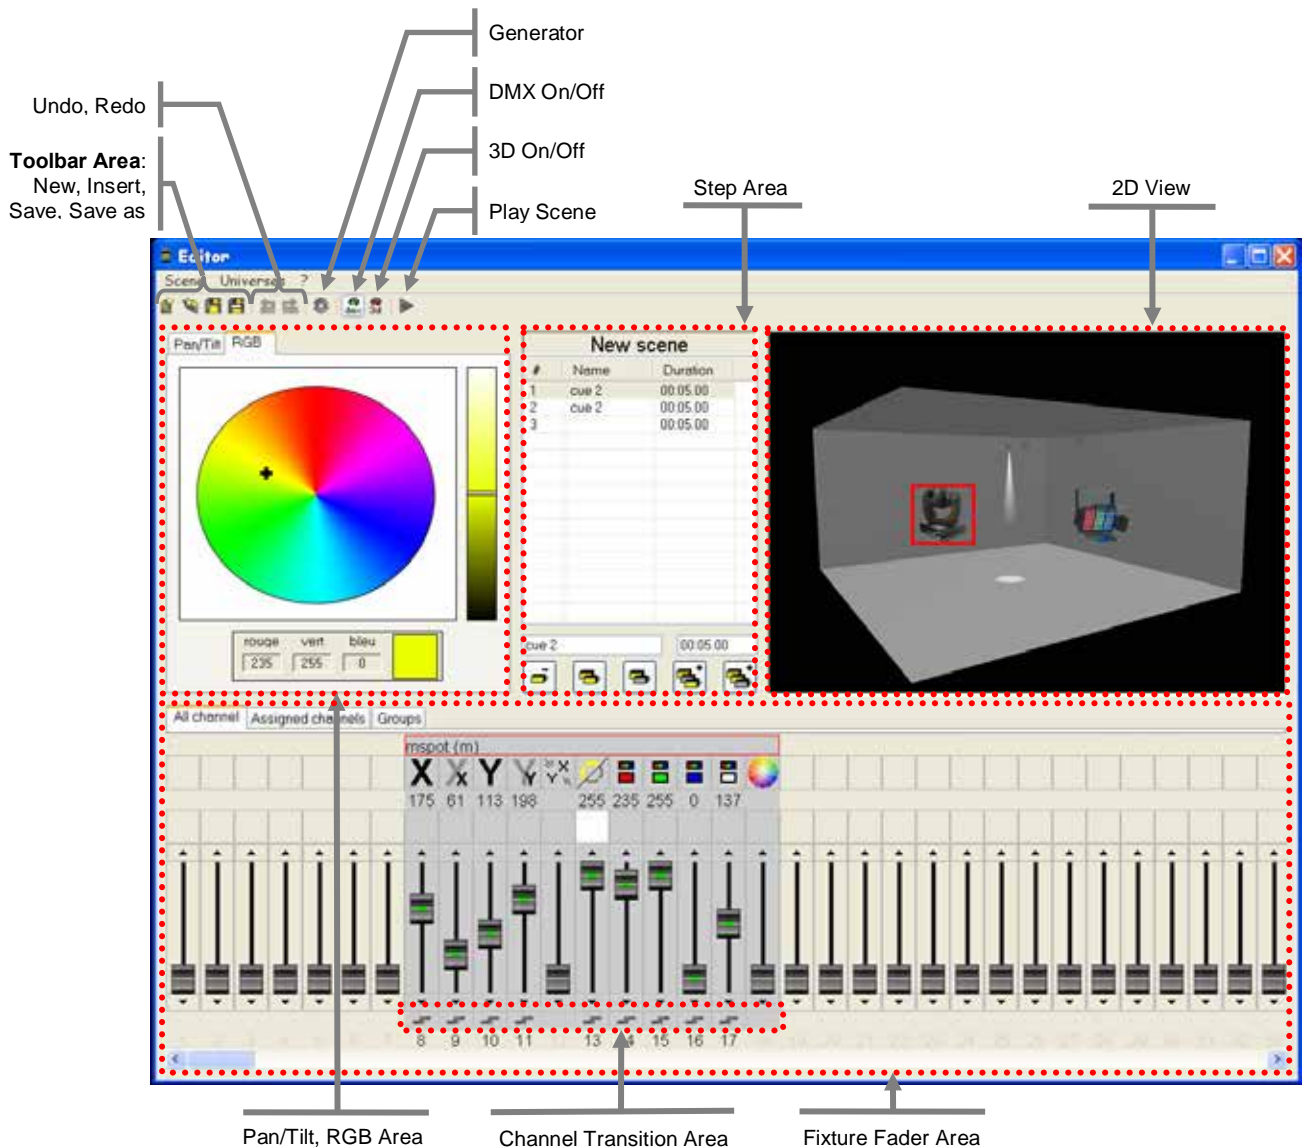 Generator
DMX On/Off
Undo, Redo
3D On/Off
Toolbar Area:
New, Insert,
Save, Save as
Play Scene
Step Area
2D View
Editor
Scene Universes ?
Pan/Tilt RGB
New scene
# Name Duration
1 cue 2 00:05.00
2 cue 2 00:05.00
3 00:05.00
rouge vert bleu
235 255 0
cue 2 00:05.00
All channel Assigned channels Groups
mspot (m)
X X Y Y X Y
175 61 113 198 255 235 255 0 137
8 9 10 11 13 14 15 16 17
Pan/Tilt, RGB Area
Channel Transition Area
Fixture Fader Area